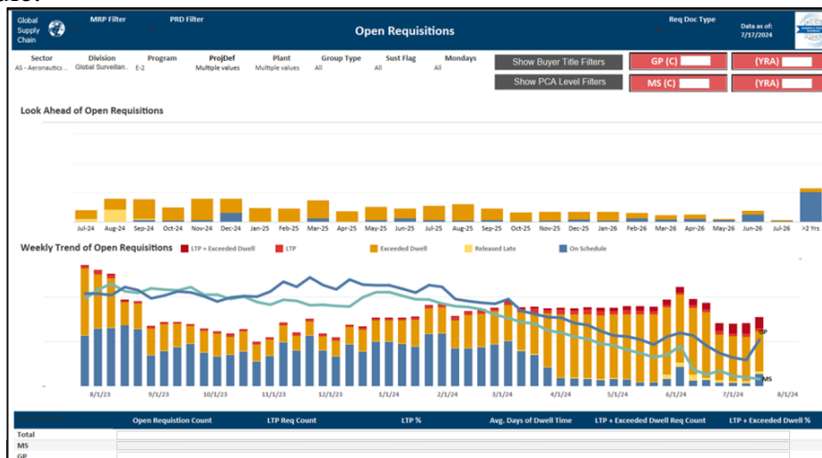 Global
Supply
Chain
MRP Filter
PRD Filter
Open Requisitions
Req Doc Type
Data as of:
7/17/2024
Sector
AS - Aeronautics ..
Division
Global Surveillan..
Program
E-2
ProjDef
Multiple values
Plant
Multiple values
Group Type
All
Sust Flag
All
Mondays
All
Show Buyer Title Filters
GP (C)
(YRA)
Show PCA Level Filters
MS (C)
(YRA)
Look Ahead of Open Requisitions
Jul-24 Aug-24 Sep-24 Oct-24 Nov-24 Dec-24 Jan-25 Feb-25 Mar-25 Apr-25 May-25 Jun-25 Jul-25 Aug-25 Sep-25 Oct-25 Nov-25 Dec-25 Jan-26 Feb-26 Mar-26 Apr-26 May-26 Jun-26 Jul-26 >2 Yrs
Weekly Trend of Open Requisitions LTP + Exceeded Dwell LTP Exceeded Dwell Released Late On Schedule
GP
MS
8/1/23 9/1/23 10/1/23 11/1/23 12/1/23 1/1/24 2/1/24 3/1/24 4/1/24 5/1/24 6/1/24 7/1/24 8/1/24
Open Requistion Count LTP Req Count LTP % Avg. Days of Dwell Time LTP + Exceeded Dwell Req Count LTP + Exceeded Dwell %
Total
MS
GP